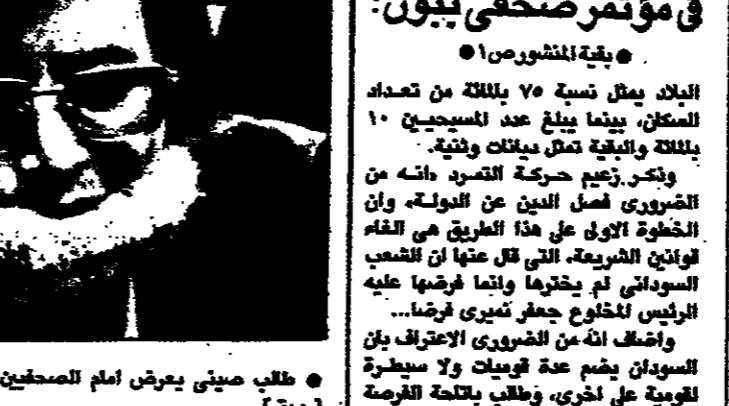 في مؤتمر صحفي ببون:
● بقية المنشور ص١ ●
البلاد يمثل نسبة ٧٥ بالمائة من تعداد
السكان، بينما يبلغ عدد المسيحيين ١٠
بالمائة والبقية تمثل ديانات وثنية.
وذكر زعيم حركة التمرد «انه من
الضروري فصل الدين عن الدولة» وان
الخطوة الاولى على هذا الطريق هي الغاء
قوانين الشريعة، التي قال عنها ان الشعب
السوداني لم يخترها وانما فرضها عليه
الرئيس المخلوع جعفر نميري فرضا...
واضاف انه من الضروري الاعتراف بان
السودان يضم عدة قوميات ولا سيطرة
لقومية على اخرى، وطالب باتاحة الفرصة
● طالب صيني يعرض امام الصحفيين